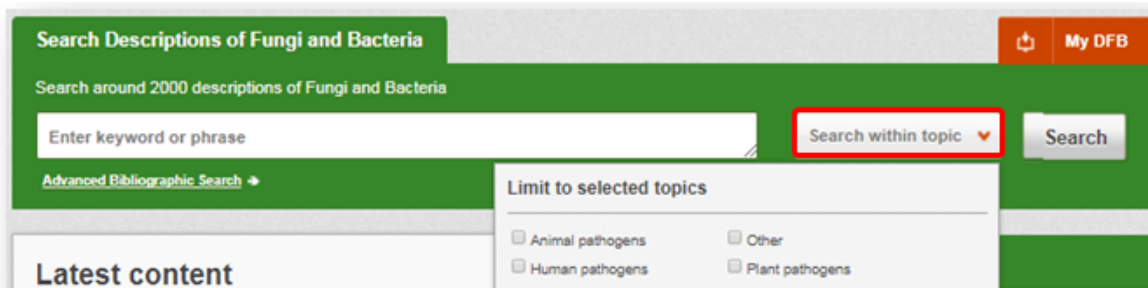 Search Descriptions of Fungi and Bacteria
My DFB
Search around 2000 descriptions of Fungi and Bacteria
Enter keyword or phrase
Search within topic
Search
Advanced Bibliographic Search
Limit to selected topics
Animal pathogens
Other
Human pathogens
Plant pathogens
Latest content